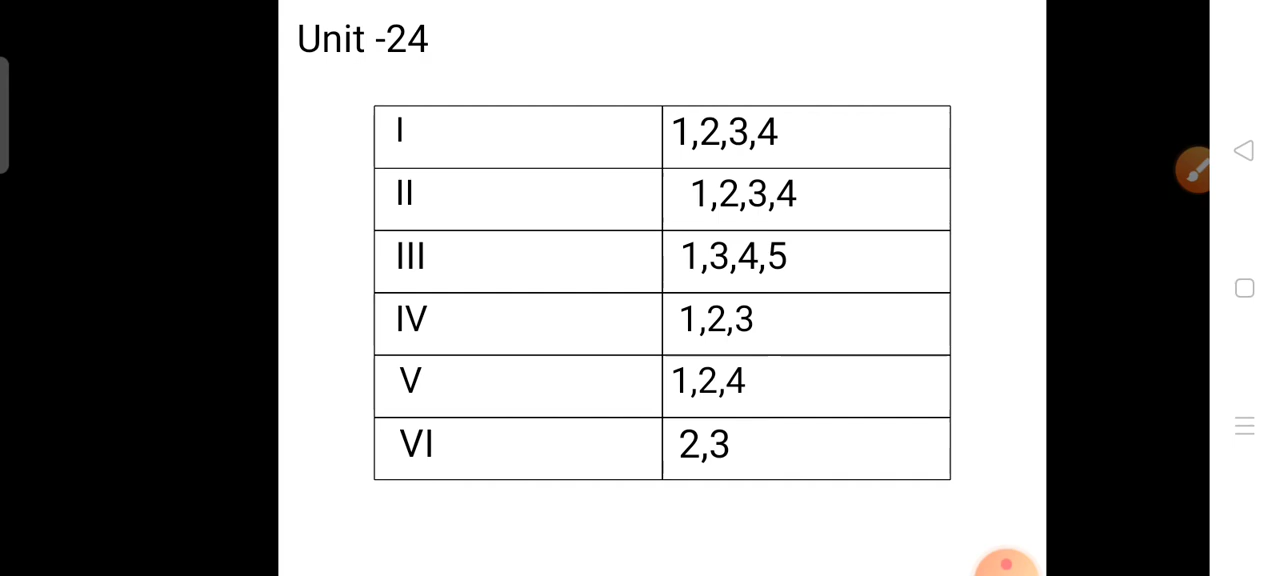 Unit -24
I 1,2,3,4
II 1,2,3,4
III 1,3,4,5
IV 1,2,3
V 1,2,4
VI 2,3